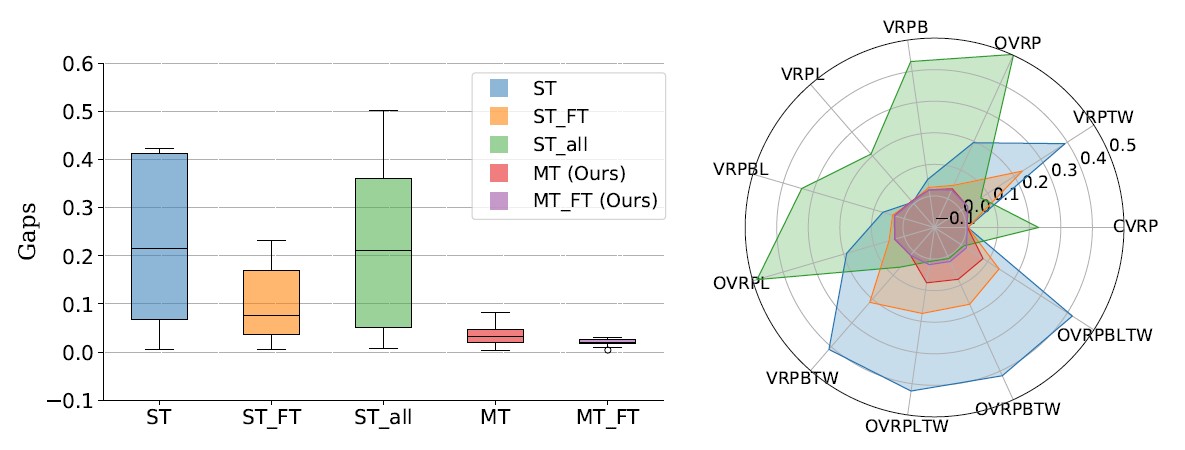 Gaps
0.6
0.5
0.4
0.3
0.2
0.1
0.0
−0.1
ST
ST_FT
ST_all
MT
MT_FT
ST
ST_FT
ST_all
MT (Ours)
MT_FT (Ours)
VRPB
OVRP
VRPL
VRPTW
0.5
0.4
0.3
0.2
0.1
0.0
−0.1
VRPBL
CVRP
OVRPL
OVRPBLTW
VRPBTW
OVRPBTW
OVRPLTW